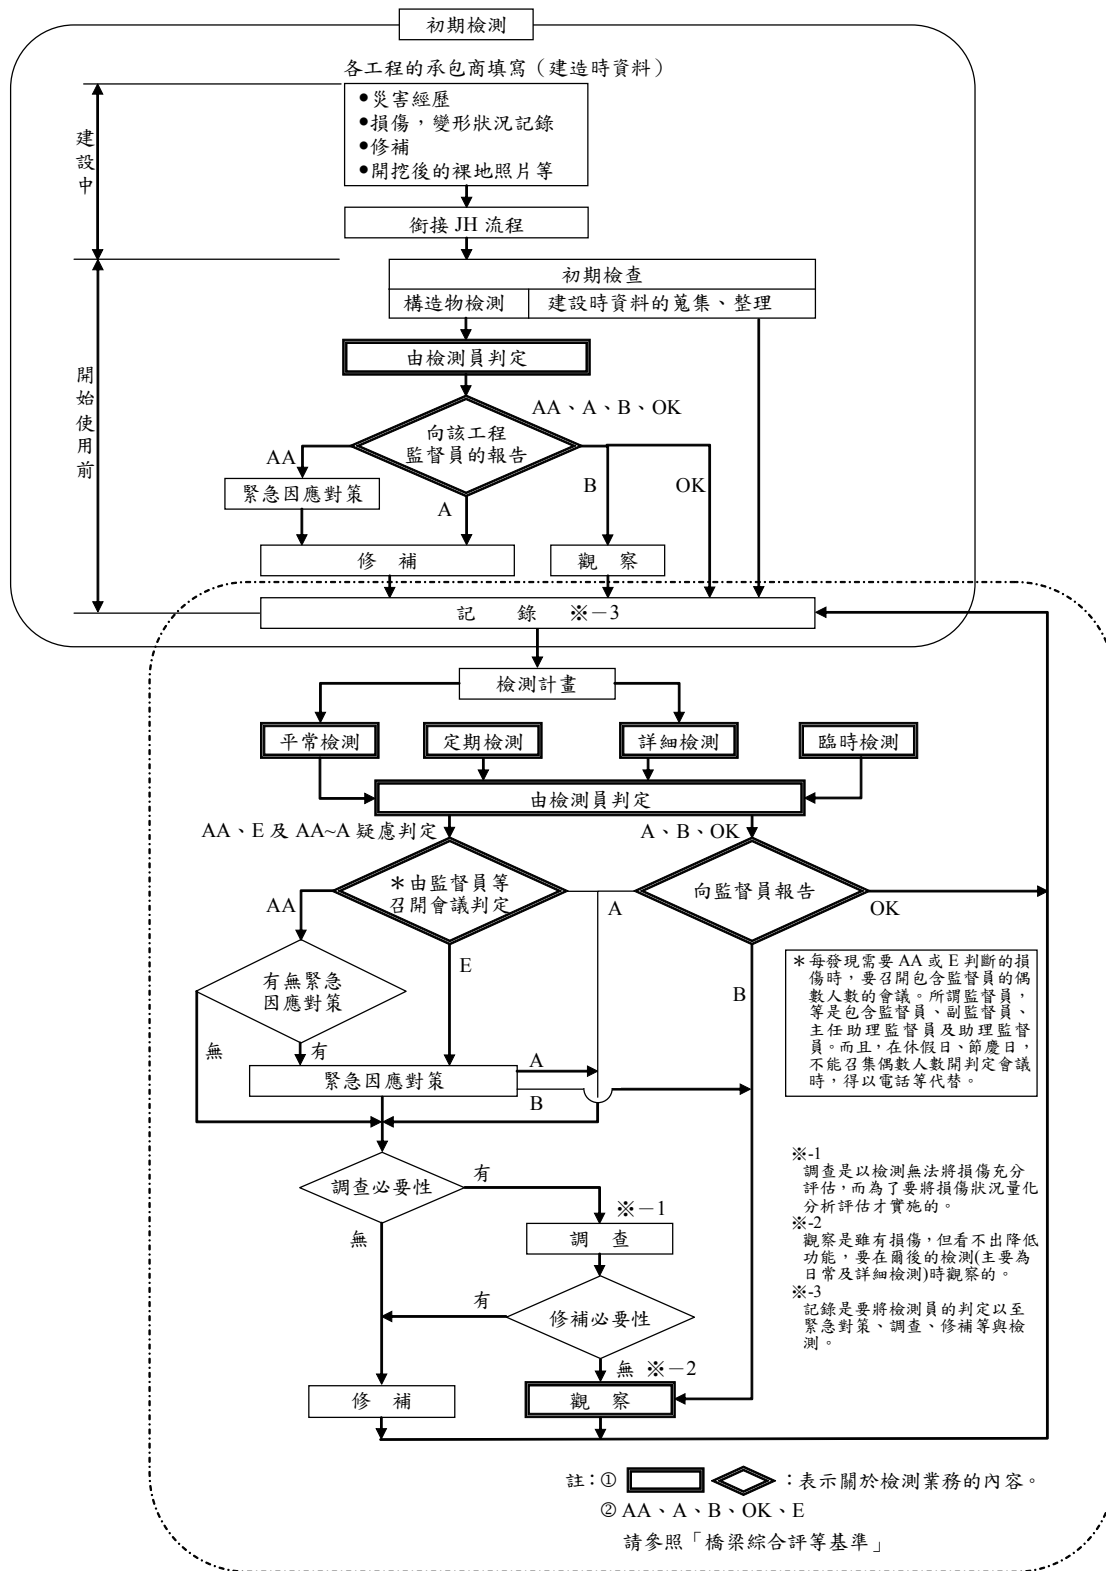 初期檢測
各工程的承包商填寫（建造時資料）
●災害經歷
●損傷，變形狀況記錄
●修補
●開挖後的裸地照片等
建設中
銜接 JH 流程
初期檢查
構造物檢測
建設時資料的蒐集、整理
由檢測員判定
開始使用前
AA、A、B、OK
向該工程
監督員的報告
AA
緊急因應對策
A
B
OK
修 補
觀 察
記 錄 ※－3
檢測計畫
平常檢測
定期檢測
詳細檢測
臨時檢測
由檢測員判定
AA、E 及 AA~A 疑慮判定
A、B、OK
＊由監督員等
召開會議判定
向監督員報告
AA
A
OK
E
B
有無緊急
因應對策
無
有
緊急因應對策
A
B
＊每發現需要 AA 或 E 判斷的損
傷時，要召開包含監督員的偶
數人數的會議。所謂監督員，
等是包含監督員、副監督員、
主任助理監督員及助理監督
員。而且，在休假日、節慶日，
不能召集偶數人數開判定會議
時，得以電話等代替。
調查必要性
有
無
※－1
調 查
有
修補必要性
無 ※－2
修 補
觀 察
※-1
調查是以檢測無法將損傷充分
評估，而為了要將損傷狀況量化
分析評估才實施的。
※-2
觀察是雖有損傷，但看不出降低
功能，要在爾後的檢測(主要為
日常及詳細檢測)時觀察的。
※-3
記錄是要將檢測員的判定以至
緊急對策、調查、修補等與檢
測。
註：① ：表示關於檢測業務的內容。
② AA、A、B、OK、E
請參照「橋梁綜合評等基準」